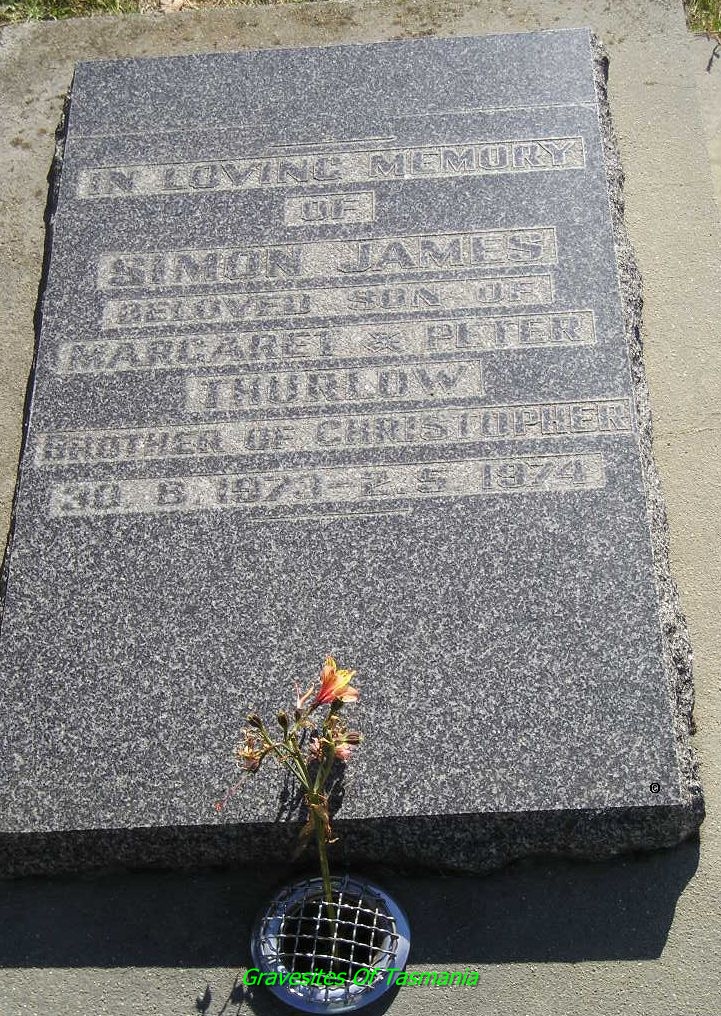 IN LOVING MEMORY
OF
SIMON JAMES
BELOVED SON OF
MARGARET & PETER
THURLOW
BROTHER OF CHRISTOPHER
30. 8. 1973 - 2. 5. 1974
©
Gravesites Of Tasmania